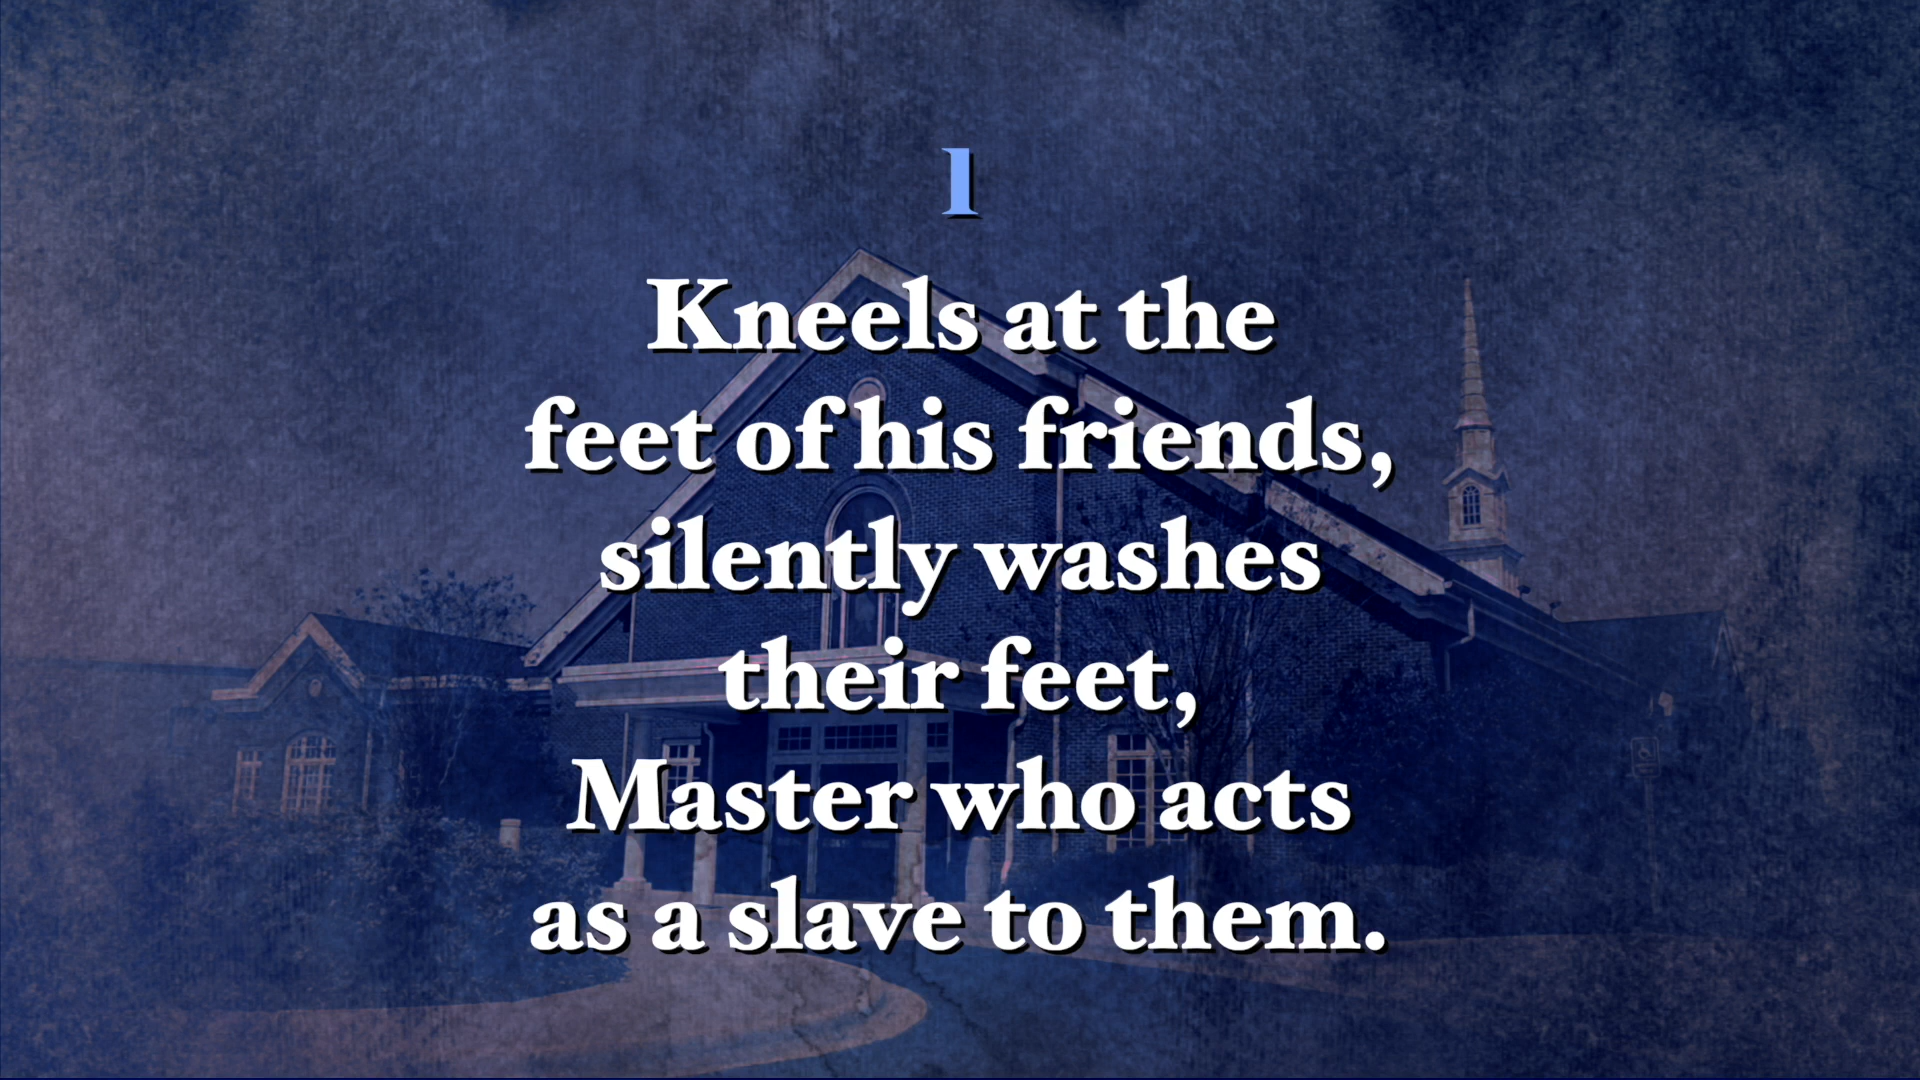 1
Kneels at the
feet of his friends,
silently washes
their feet,
Master who acts
as a slave to them.